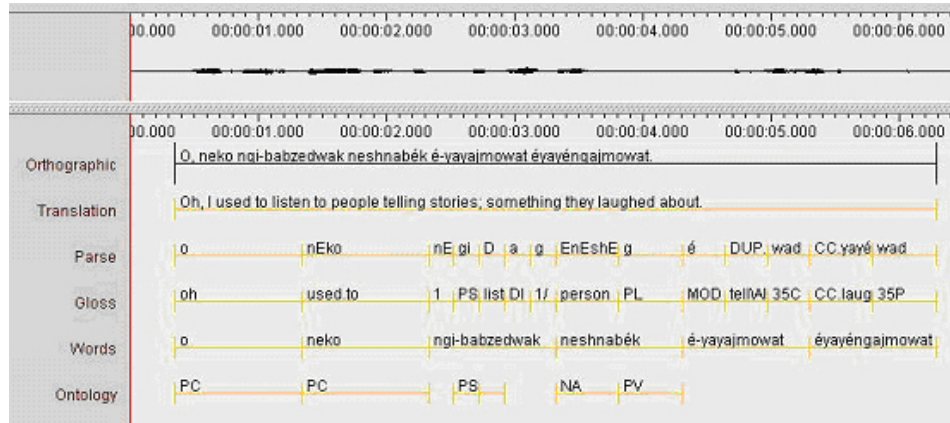 00.000 00:00:01.000 00:00:02.000 00:00:03.000 00:00:04.000 00:00:05.000 00:00:06.000
00.000 00:00:01.000 00:00:02.000 00:00:03.000 00:00:04.000 00:00:05.000 00:00:06.000
Orthographic O, neko ngi-babzedwak neshnabék é-yayajmowat éyayéngajmowat.
Translation Oh, I used to listen to people telling stories; something they laughed about.
Parse o nEko nE gi D a g EnEshE g é DUP. wad CC.yayé wad
Gloss oh used.to 1 PS list DI 1/ person PL MOD tell\AI 35C CC.laug 35P
Words o neko ngi-babzedwak neshnabék é-yayajmowat éyayéngajmowat
Ontology PC PC PS NA PV